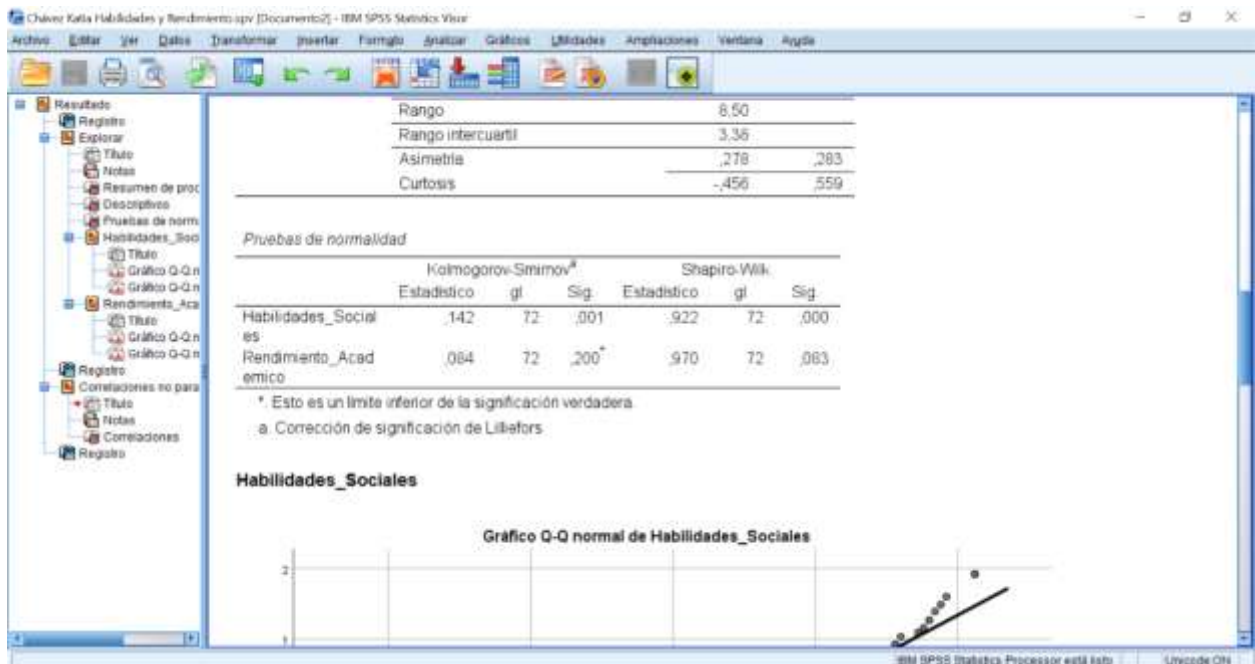 Chávez Katia Habilidades y Rendimiento.spv [Documento2] - IBM SPSS Statistics Visor
Archivo Editar Ver Datos Transformar Insertar Formato Analizar Gráficos Utilidades Ampliaciones Ventana Ayuda
Resultado
Registro
Explorar
Título
Notas
Resumen de proc
Descriptivos
Pruebas de norm
Habilidades_Soci
Título
Gráfico Q-Q n
Gráfico Q-Q n
Rendimiento_Aca
Título
Gráfico Q-Q n
Gráfico Q-Q n
Registro
Correlaciones no para
Título
Notas
Correlaciones
Registro
Rango 8,50
Rango intercuartil 3,38
Asimetría ,278 ,283
Curtosis -,456 ,559
Pruebas de normalidad
Kolmogorov-Smirnov a Shapiro-Wilk
Estadístico gl Sig. Estadístico gl Sig.
Habilidades_Social ,142 72 ,001 ,922 72 ,000
es
Rendimiento_Acad ,084 72 ,200* ,970 72 ,083
emico
*. Esto es un límite inferior de la significación verdadera.
a. Corrección de significación de Lilliefors
Habilidades_Sociales
Gráfico Q-Q normal de Habilidades_Sociales
2
1
IBM SPSS Statistics Processor está listo Unicode:ON